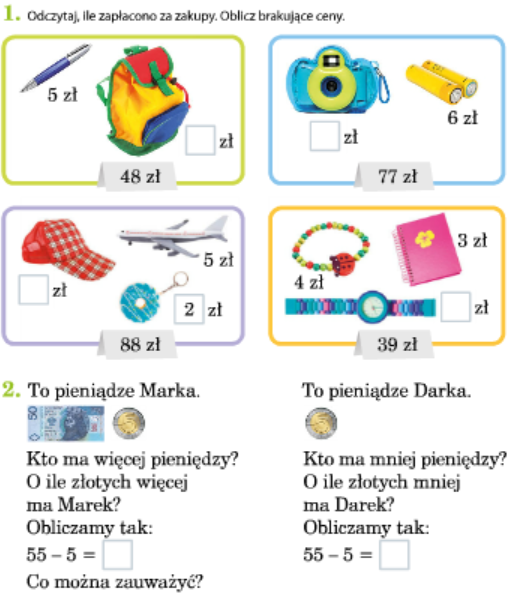 1. Odczytaj, ile zapłacono za zakupy. Oblicz brakujące ceny.
5 zł
zł
48 zł
6 zł
zł
77 zł
5 zł
zł
2 zł
88 zł
3 zł
4 zł
zł
39 zł
2. To pieniądze Marka.
50
Kto ma więcej pieniędzy?
O ile złotych więcej
ma Marek?
Obliczamy tak:
55 – 5 =
Co można zauważyć?
To pieniądze Darka.
5
Kto ma mniej pieniędzy?
O ile złotych mniej
ma Darek?
Obliczamy tak:
55 – 5 =